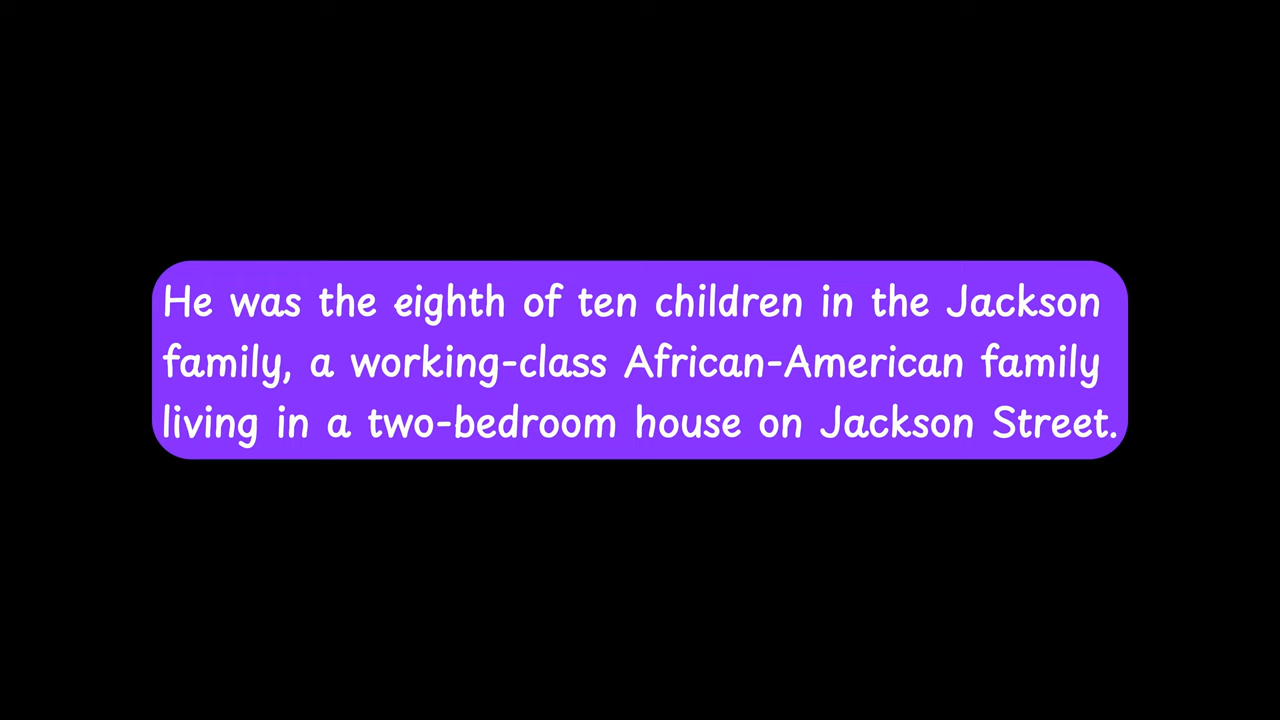 He was the eighth of ten children in the Jackson
family, a working-class African-American family
living in a two-bedroom house on Jackson Street.